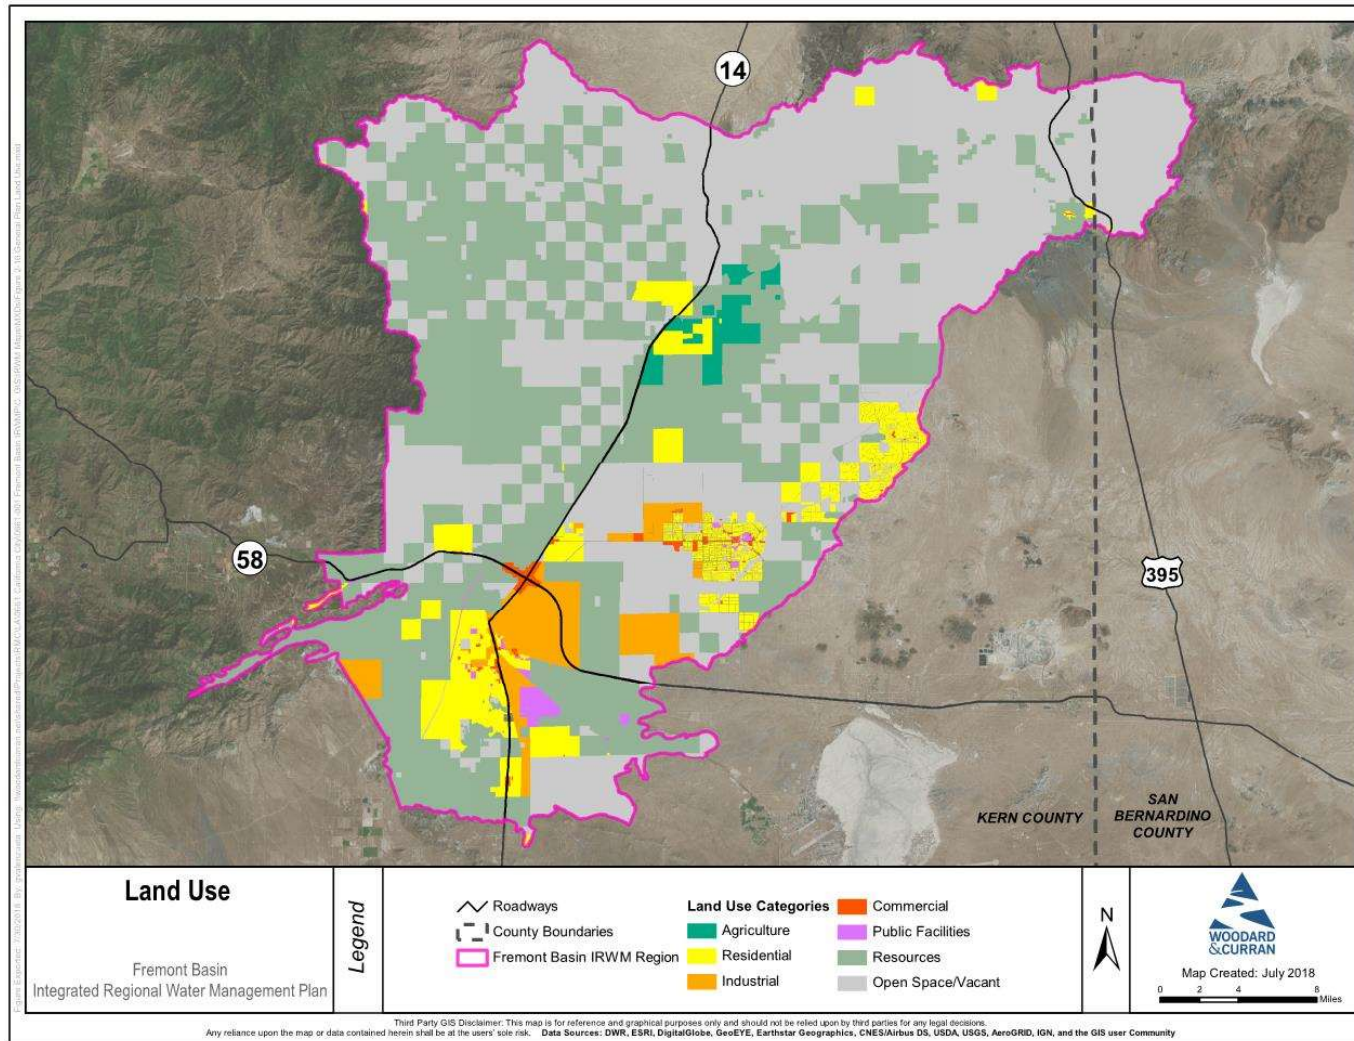 14
58
395
KERN COUNTY
SAN
BERNARDINO
COUNTY
Land Use
Fremont Basin
Integrated Regional Water Management Plan
Legend
Roadways
County Boundaries
Fremont Basin IRWM Region
Land Use Categories
Agriculture
Residential
Industrial
Commercial
Public Facilities
Resources
Open Space/Vacant
N
WOODARD
&CURRAN
Map Created: July 2018
0 2 4 8
Miles
Third Party GIS Disclaimer: This map is for reference and graphical purposes only and should not be relied upon by third parties for any legal decisions.
Any reliance upon the map or data contained herein shall be at the users' sole risk. Data Sources: DWR, ESRI, DigitalGlobe, GeoEYE, Earthstar Geographics, CNES/Airbus DS, USDA, USGS, AeroGRID, IGN, and the GIS user Community